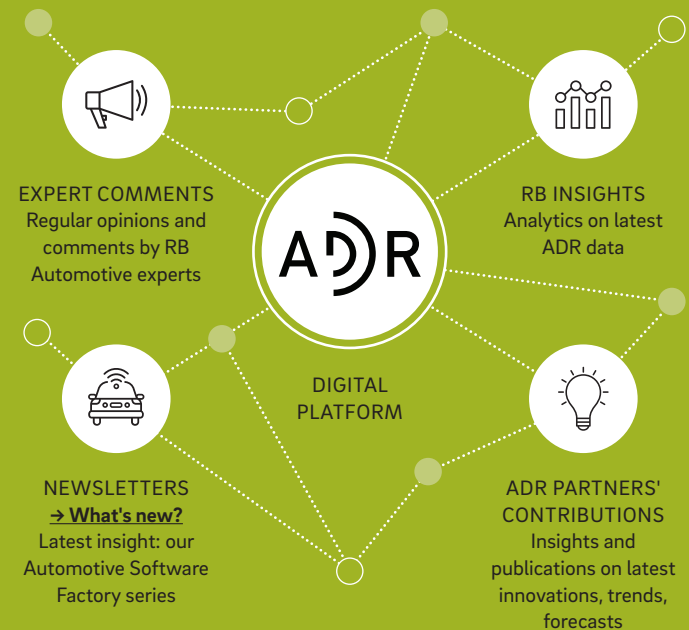 EXPERT COMMENTS
Regular opinions and
comments by RB
Automotive experts
RB INSIGHTS
Analytics on latest
ADR data
ADR
DIGITAL
PLATFORM
NEWSLETTERS
→ What's new?
Latest insight: our
Automotive Software
Factory series
ADR PARTNERS'
CONTRIBUTIONS
Insights and
publications on latest
innovations, trends,
forecasts